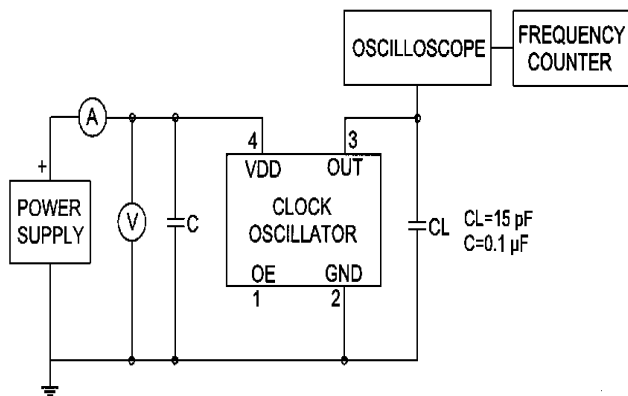 OSCILLOSCOPE
FREQUENCY
COUNTER
A
4
3
+
VDD
OUT
POWER
SUPPLY
V
C
CLOCK
OSCILLATOR
CL
CL=15 pF
C=0.1 µF
OE
GND
1
2